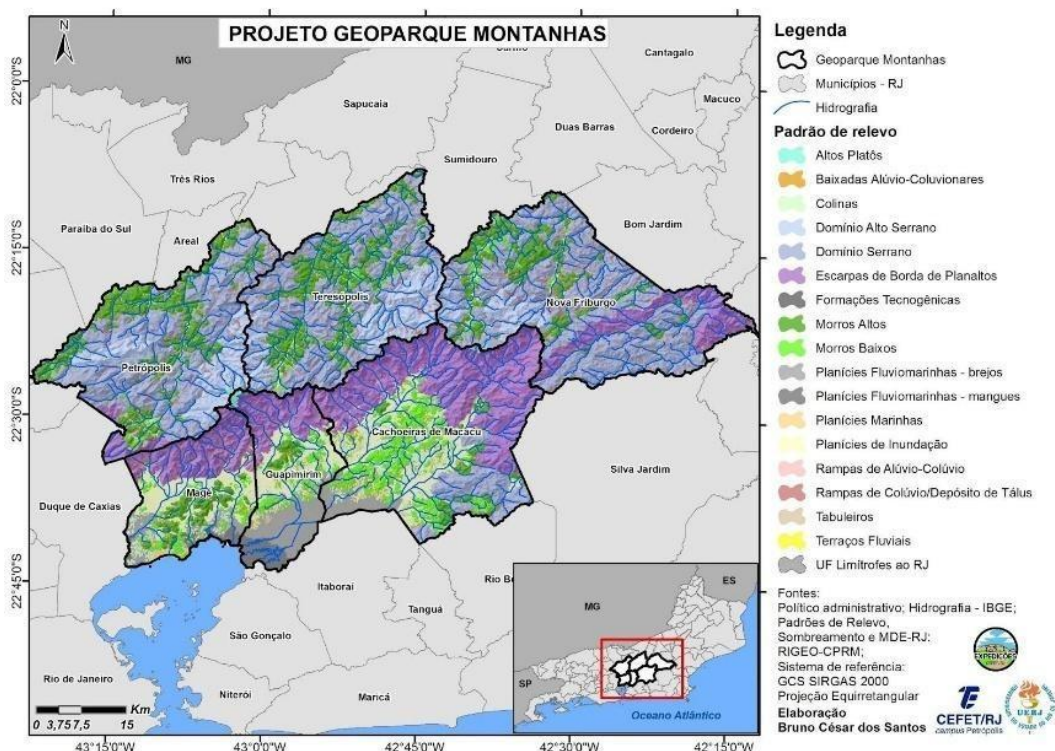 PROJETO GEOPARQUE MONTANHAS
N
MG
Cantagalo
Macuco
Sapucaia
Duas Barras
Cordeiro
Sumidouro
Três Rios
Paraíba do Sul
Areal
Bom Jardim
Teresópolis
Nova Friburgo
Petrópolis
Cachoeiras de Macacu
Guapimirim
Magé
Silva Jardim
Duque de Caxias
Itaboraí
Tanguá
São Gonçalo
Rio de Janeiro
Niterói
Maricá
22°0'0"S
22°15'0"S
22°30'0"S
22°45'0"S
0 3,75 7,5 15 Km
43°15'0"W
43°0'0"W
42°45'0"W
42°30'0"W
42°15'0"W
ES
MG
SP
Oceano Atlântico
Legenda
Geoparque Montanhas
Municípios - RJ
Hidrografia
Padrão de relevo
Altos Platôs
Baixadas Alúvio-Coluvionares
Colinas
Domínio Alto Serrano
Domínio Serrano
Escarpas de Borda de Planaltos
Formações Tecnogênicas
Morros Altos
Morros Baixos
Planícies Fluviomarinhas - brejos
Planícies Fluviomarinhas - mangues
Planícies Marinhas
Planícies de Inundação
Rampas de Alúvio-Colúvio
Rampas de Colúvio/Depósito de Tálus
Tabuleiros
Terraços Fluviais
UF Limítrofes ao RJ
Fontes:
Político administrativo; Hidrografia - IBGE;
Padrões de Relevo,
Sombreamento e MDE-RJ:
RIGEO-CPRM;
Sistema de referência:
GCS SIRGAS 2000
Projeção Equirretangular
Elaboração
Bruno César dos Santos
EXPEDIÇÕES
CEFET/RJ
campus Petrópolis
UERJ